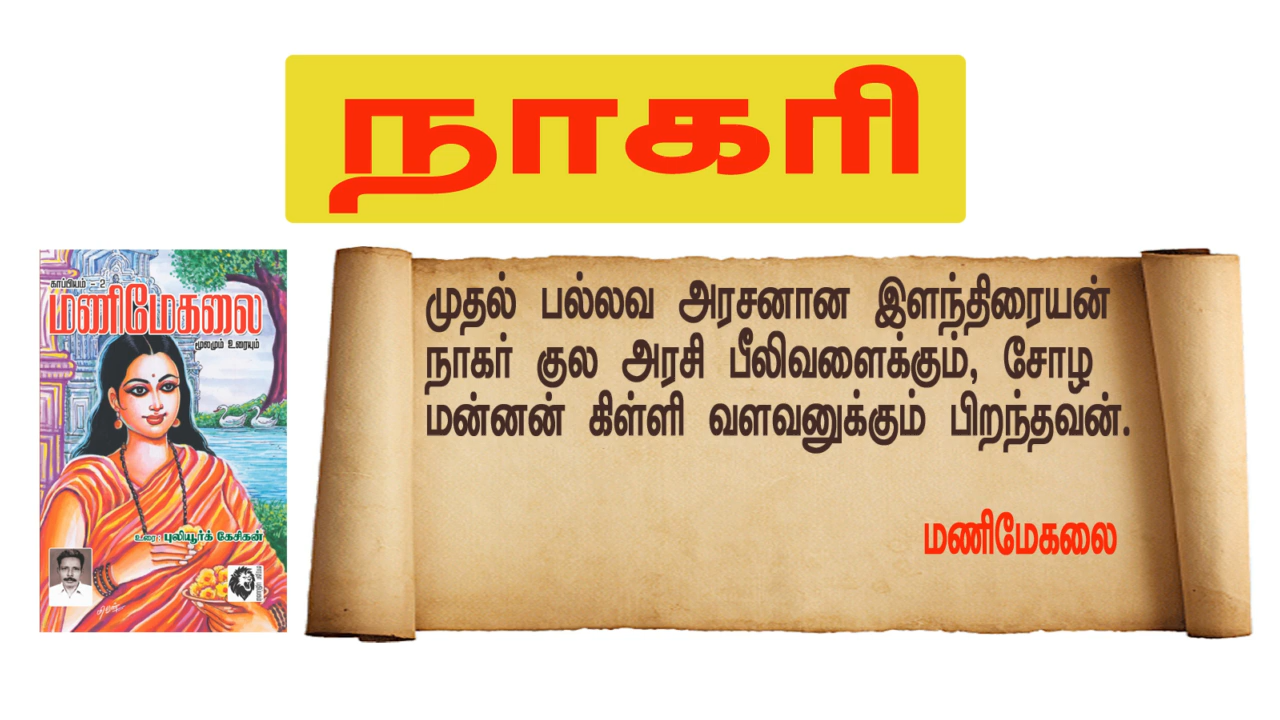 நாகரி
காப்பியம் - 2
மணிமேகலை
மூலமும் உரையும்
உரை: புலியூர்க் கேசிகன்
முதல் பல்லவ அரசனான இளந்திரையன்
நாகர் குல அரசி பீலிவளைக்கும், சோழ
மன்னன் கிள்ளி வளவனுக்கும் பிறந்தவன்.
மணிமேகலை